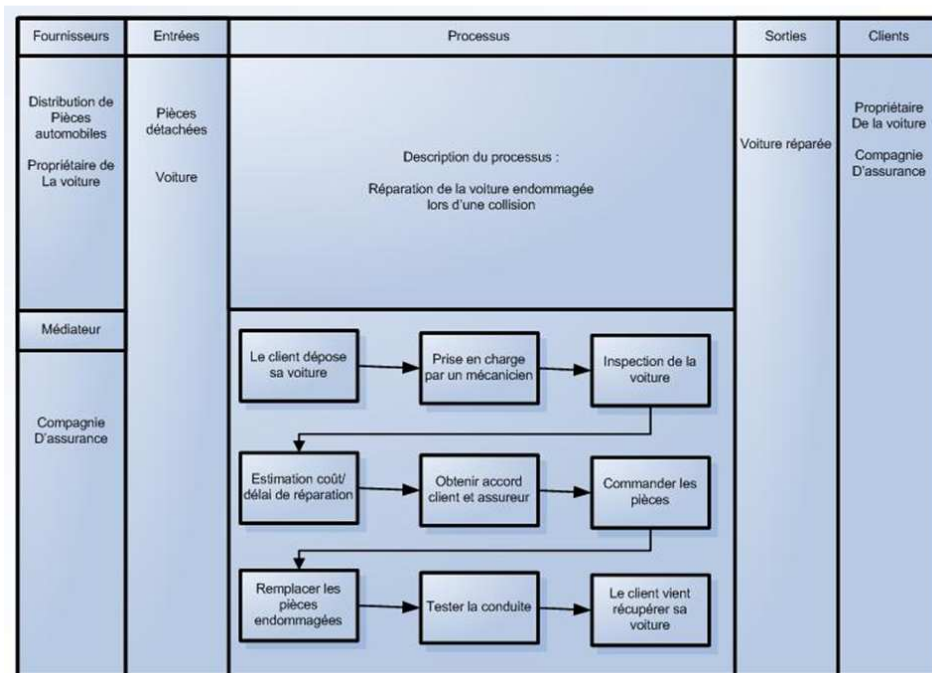 Fournisseurs
Entrées
Processus
Sorties
Clients
Distribution de
Pièces
automobiles
Propriétaire de
La voiture
Pièces
détachées
Voiture
Description du processus :
Réparation de la voiture endommagée
lors d'une collision
Voiture réparée
Propriétaire
De la voiture
Compagnie
D'assurance
Médiateur
Compagnie
D'assurance
Le client dépose
sa voiture
Prise en charge
par un mécanicien
Inspection de la
voiture
Estimation coût/
délai de réparation
Obtenir accord
client et assureur
Commander les
pièces
Remplacer les
pièces
endommagées
Tester la conduite
Le client vient
récupérer sa
voiture